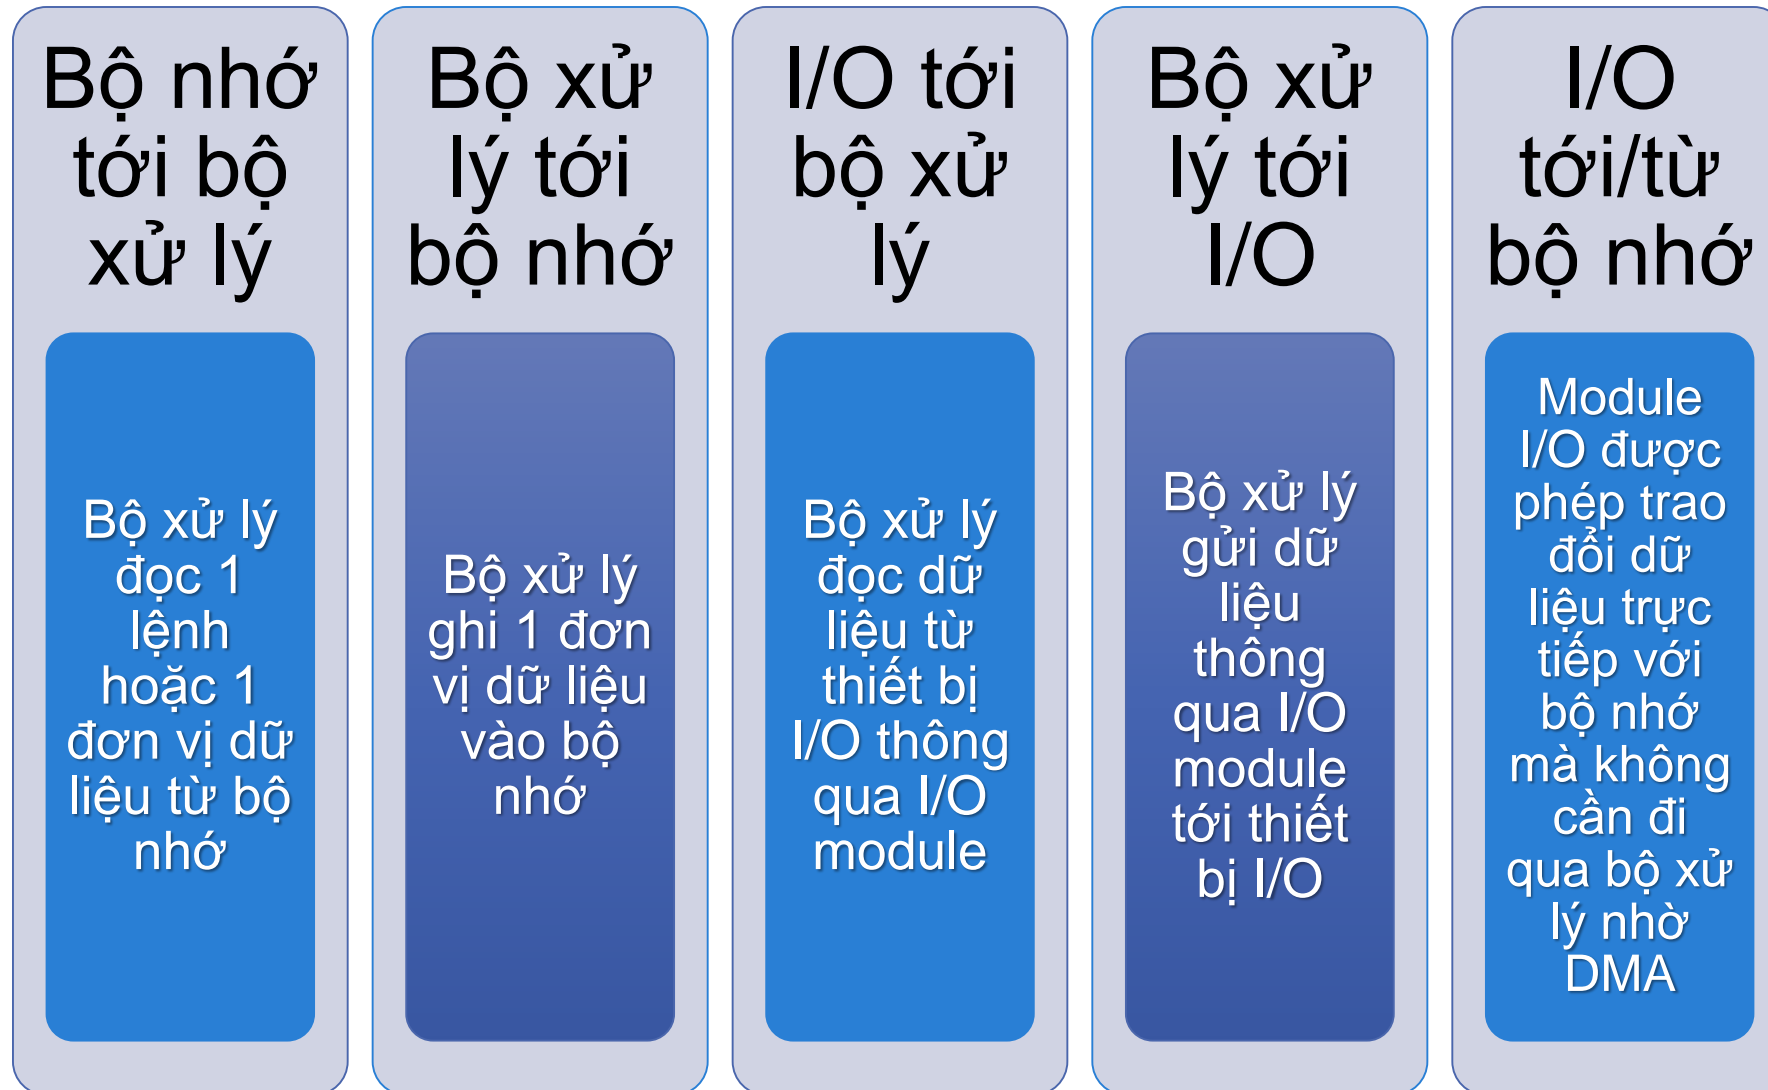 Bộ nhớ
tới bộ
xử lý
Bộ xử lý
đọc 1
lệnh
hoặc 1
đơn vị dữ
liệu từ bộ
nhớ
Bộ xử
lý tới
bộ nhớ
Bộ xử lý
ghi 1 đơn
vị dữ liệu
vào bộ
nhớ
I/O tới
bộ xử
lý
Bộ xử lý
đọc dữ
liệu từ
thiết bị
I/O thông
qua I/O
module
Bộ xử
lý tới
I/O
Bộ xử lý
gửi dữ
liệu
thông
qua I/O
module
tới thiết
bị I/O
I/O
tới/từ
bộ nhớ
Module
I/O được
phép trao
đổi dữ
liệu trực
tiếp với
bộ nhớ
mà không
cần đi
qua bộ xử
lý nhờ
DMA